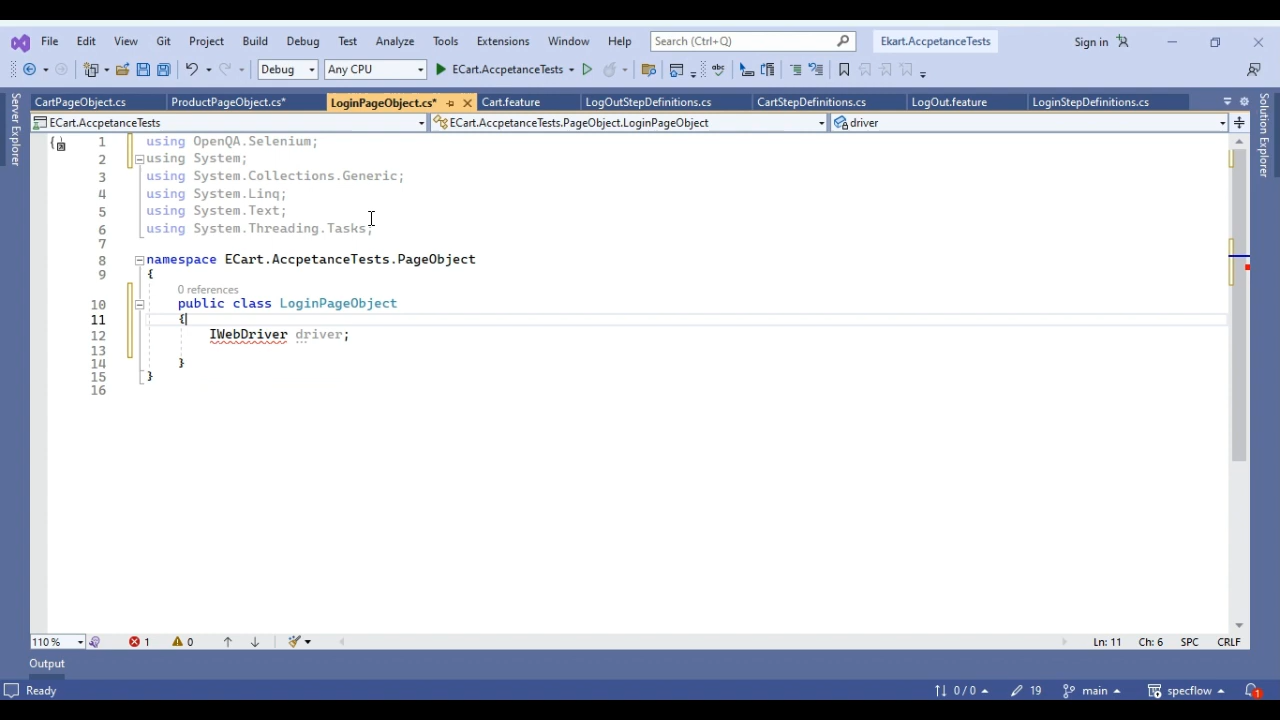 File Edit View Git Project Build Debug Test Analyze Tools Extensions Window Help Search (Ctrl+Q) Ekart.AccpetanceTests Sign in
Debug Any CPU ECart.AccpetanceTests
CartPageObject.cs ProductPageObject.cs* LoginPageObject.cs* Cart.feature LogOutStepDefinitions.cs CartStepDefinitions.cs LogOut.feature LoginStepDefinitions.cs
ECart.AccpetanceTests ECart.AccpetanceTests.PageObject.LoginPageObject driver
Server Explorer
Solution Explorer
1 using OpenQA.Selenium;
2 using System;
3 using System.Collections.Generic;
4 using System.Linq;
5 using System.Text;
6 using System.Threading.Tasks;
7
8 namespace ECart.AccpetanceTests.PageObject
9 {
0 references
10 public class LoginPageObject
11 {
12 IWebDriver driver;
13
14 }
15 }
16
110 % 1 0 Ln: 11 Ch: 6 SPC CRLF
Output
Ready 0 / 0 19 main specflow 1